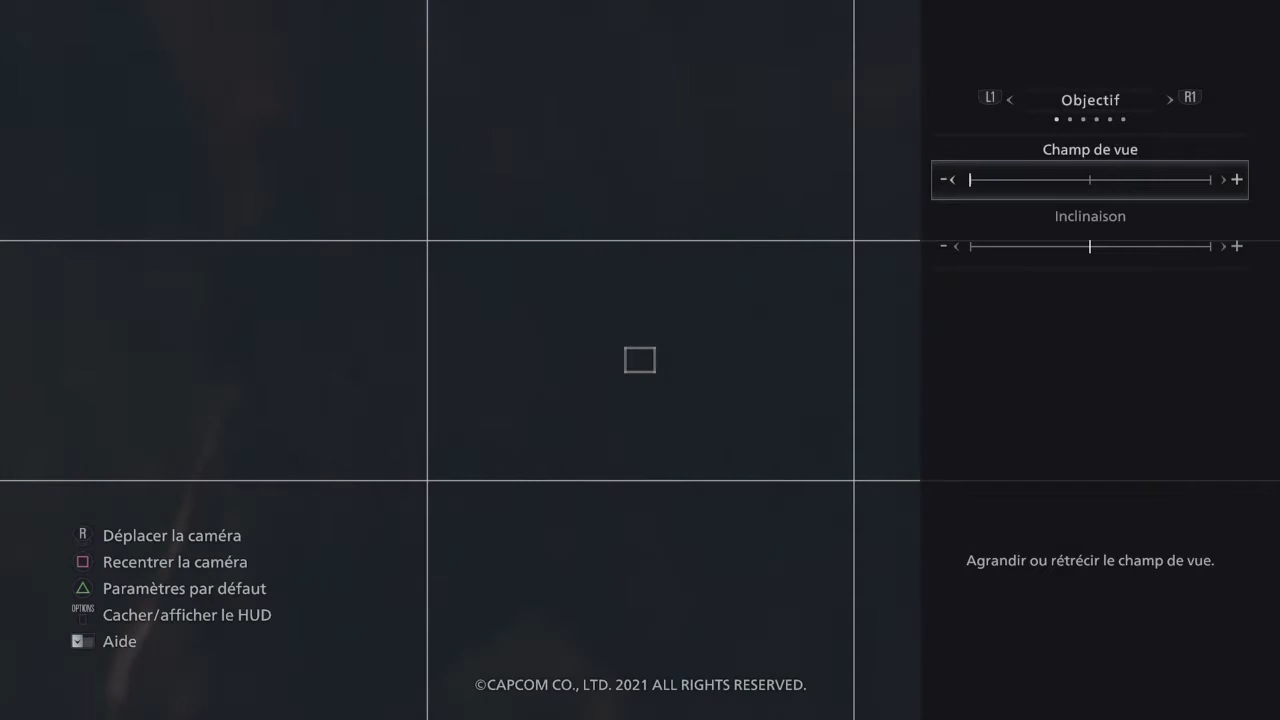 L1 Objectif R1
Champ de vue
Inclinaison
R Déplacer la caméra
Recentrer la caméra
Paramètres par défaut
OPTIONS Cacher/afficher le HUD
Aide
Agrandir ou rétrécir le champ de vue.
©CAPCOM CO., LTD. 2021 ALL RIGHTS RESERVED.